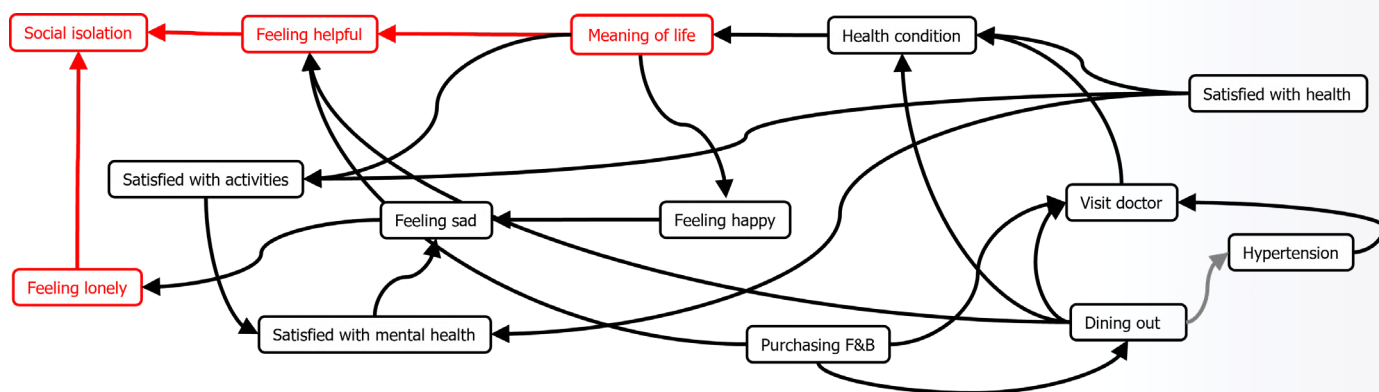 Social isolation
Feeling helpful
Meaning of life
Health condition
Satisfied with health
Satisfied with activities
Feeling sad
Feeling happy
Visit doctor
Hypertension
Feeling lonely
Satisfied with mental health
Purchasing F&B
Dining out